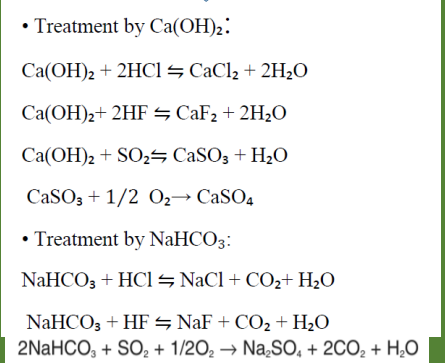 • Treatment by Ca(OH)₂:
Ca(OH)₂ + 2HCl ⇋ CaCl₂ + 2H₂O
Ca(OH)₂+ 2HF ⇋ CaF₂ + 2H₂O
Ca(OH)₂ + SO₂⇋ CaSO₃ + H₂O
CaSO₃ + 1/2 O₂→ CaSO₄
• Treatment by NaHCO₃:
NaHCO₃ + HCl ⇋ NaCl + CO₂+ H₂O
NaHCO₃ + HF ⇋ NaF + CO₂ + H₂O
2NaHCO₃ + SO₂ + 1/2O₂ → Na₂SO₄ + 2CO₂ + H₂O